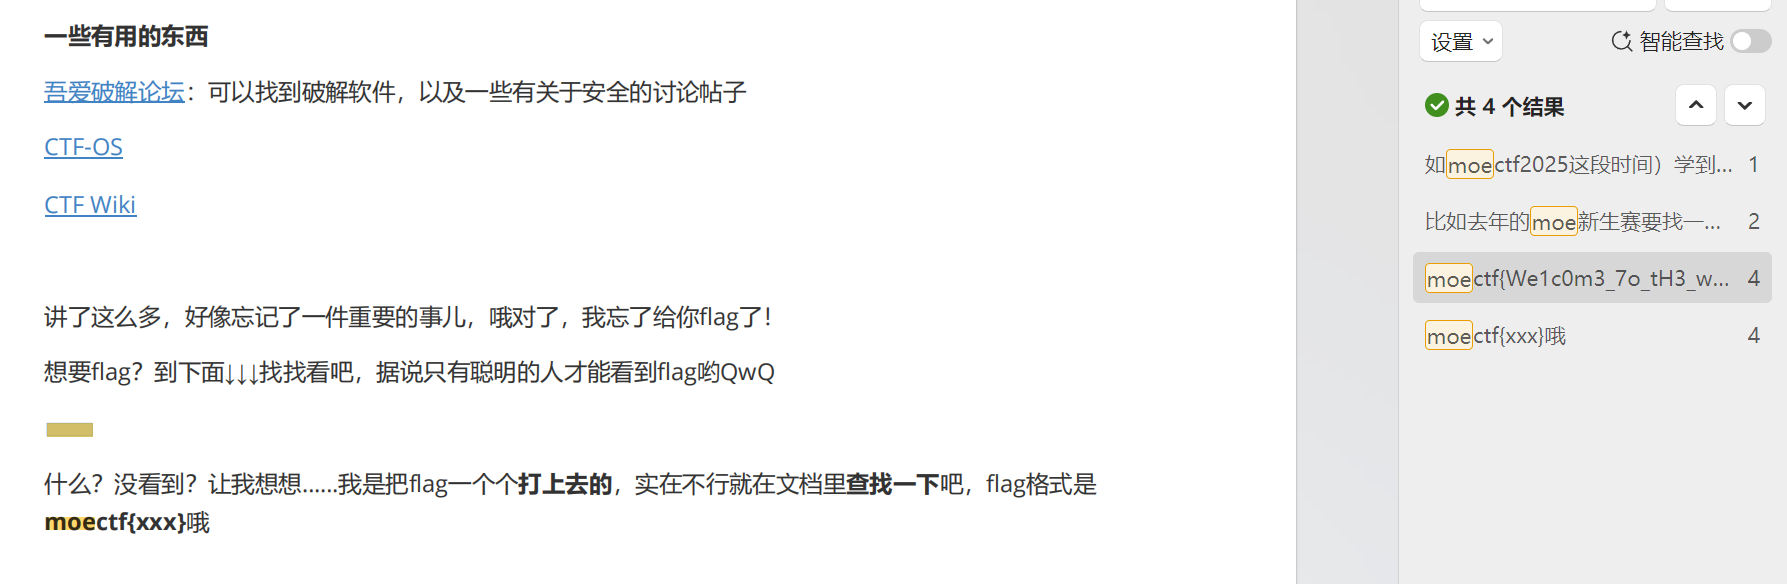 一些有用的东西
吾爱破解论坛：可以找到破解软件，以及一些有关于安全的讨论帖子
CTF-OS
CTF Wiki
讲了这么多，好像忘记了一件重要的事儿，哦对了，我忘了给你flag了！
想要flag？到下面↓↓↓找找看吧，据说只有聪明的人才能看到flag哟QwQ
什么？没看到？让我想想......我是把flag一个个打上去的，实在不行就在文档里查找一下吧，flag格式是
moectf{xxx}哦
设置
智能查找
共 4 个结果
如moectf2025这段时间）学到... 1
比如去年的moe新生赛要找一... 2
moectf{We1c0m3_7o_tH3_w... 4
moectf{xxx}哦 4